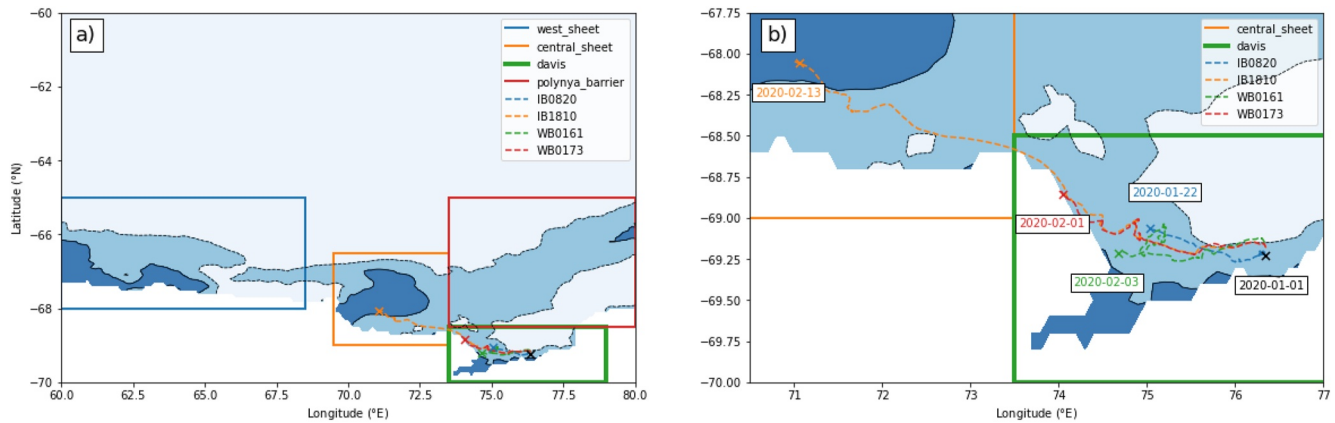 a)
west_sheet
central_sheet
davis
polynya_barrier
IB0820
IB1810
WB0161
WB0173
−60
−62
−64
−66
−68
−70
Latitude (°N)
60.0 62.5 65.0 67.5 70.0 72.5 75.0 77.5 80.0
Longitude (°E)
b)
central_sheet
davis
IB0820
IB1810
WB0161
WB0173
−67.75
−68.00
−68.25
−68.50
−68.75
−69.00
−69.25
−69.50
−69.75
−70.00
2020-02-13
2020-01-22
2020-02-01
2020-02-03
2020-01-01
71 72 73 74 75 76 77
Longitude (°E)